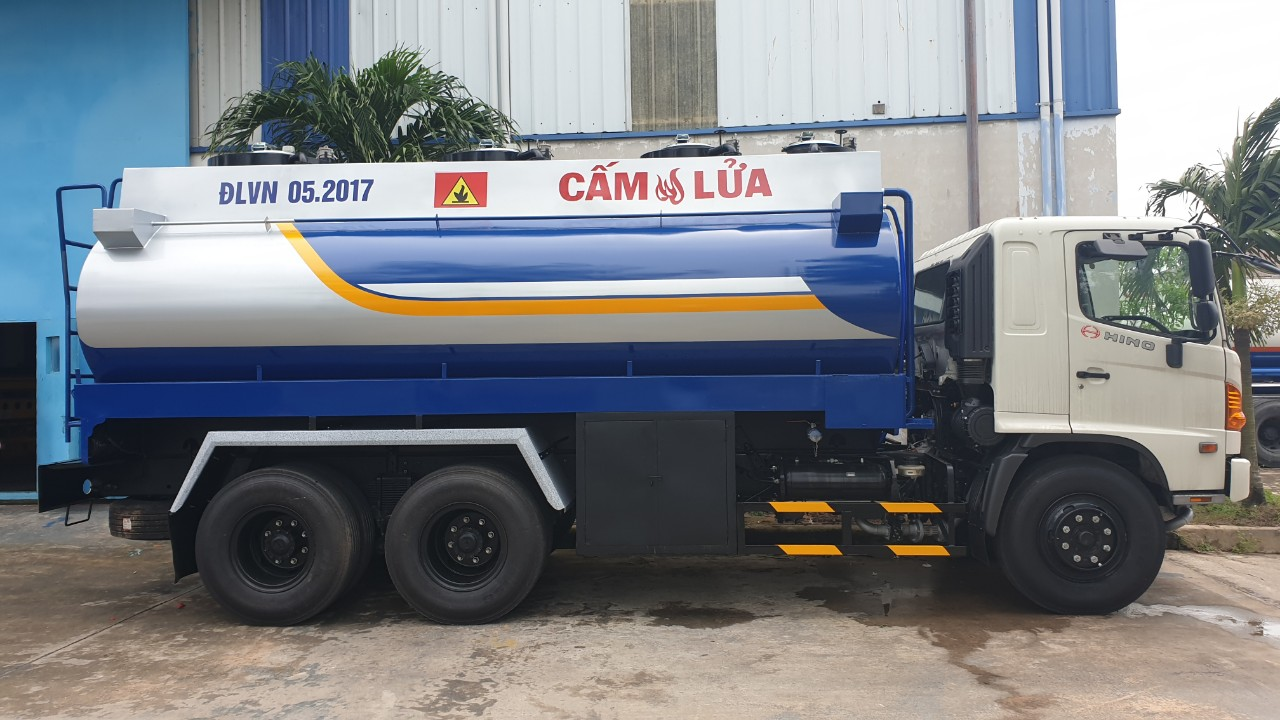 ĐLVN 05.2017
CẤM LỬA
HINO